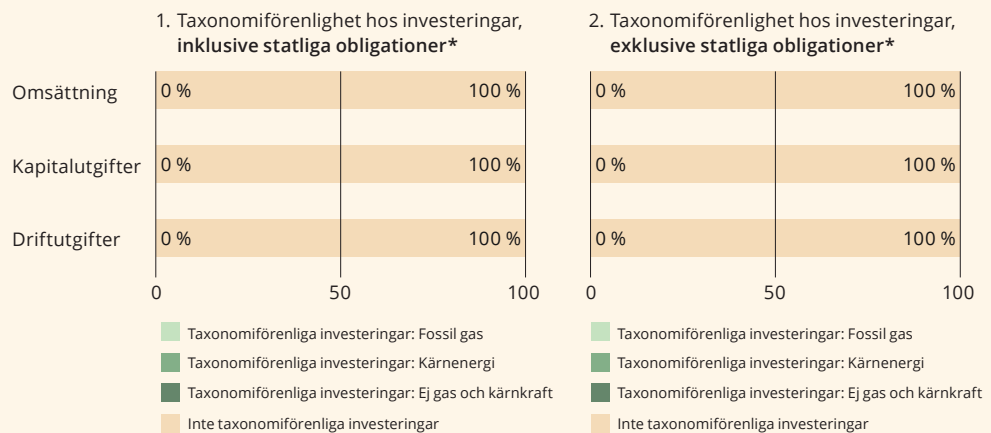 1. Taxonomiförenlighet hos investeringar,
inklusive statliga obligationer*
Omsättning
0 %
100 %
Kapitalutgifter
0 %
100 %
Driftutgifter
0 %
100 %
0
50
100
Taxonomiförenliga investeringar: Fossil gas
Taxonomiförenliga investeringar: Kärnenergi
Taxonomiförenliga investeringar: Ej gas och kärnkraft
Inte taxonomiförenliga investeringar
2. Taxonomiförenlighet hos investeringar,
exklusive statliga obligationer*
0 %
100 %
0 %
100 %
0 %
100 %
0
50
100
Taxonomiförenliga investeringar: Fossil gas
Taxonomiförenliga investeringar: Kärnenergi
Taxonomiförenliga investeringar: Ej gas och kärnkraft
Inte taxonomiförenliga investeringar